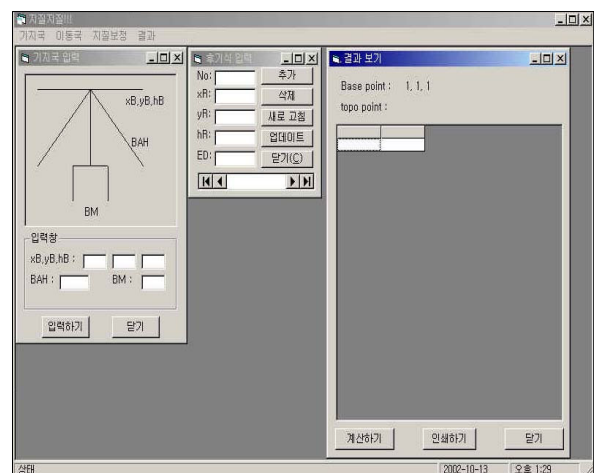 지질지질!!!
기지국 이동국 지질보정 결과
기지국 입력
xB,yB,hB
BAH
BM
입력창
xB,yB,hB :
BAH : BM :
입력하기 닫기
후기식 입력
No: 추가
xR: 삭제
yR: 새로 고침
hR: 업데이트
ED: 닫기(C)
결과 보기
Base point : 1, 1, 1
topo point :
계산하기 인쇄하기 닫기
상태 2002-10-13 오후 1:29